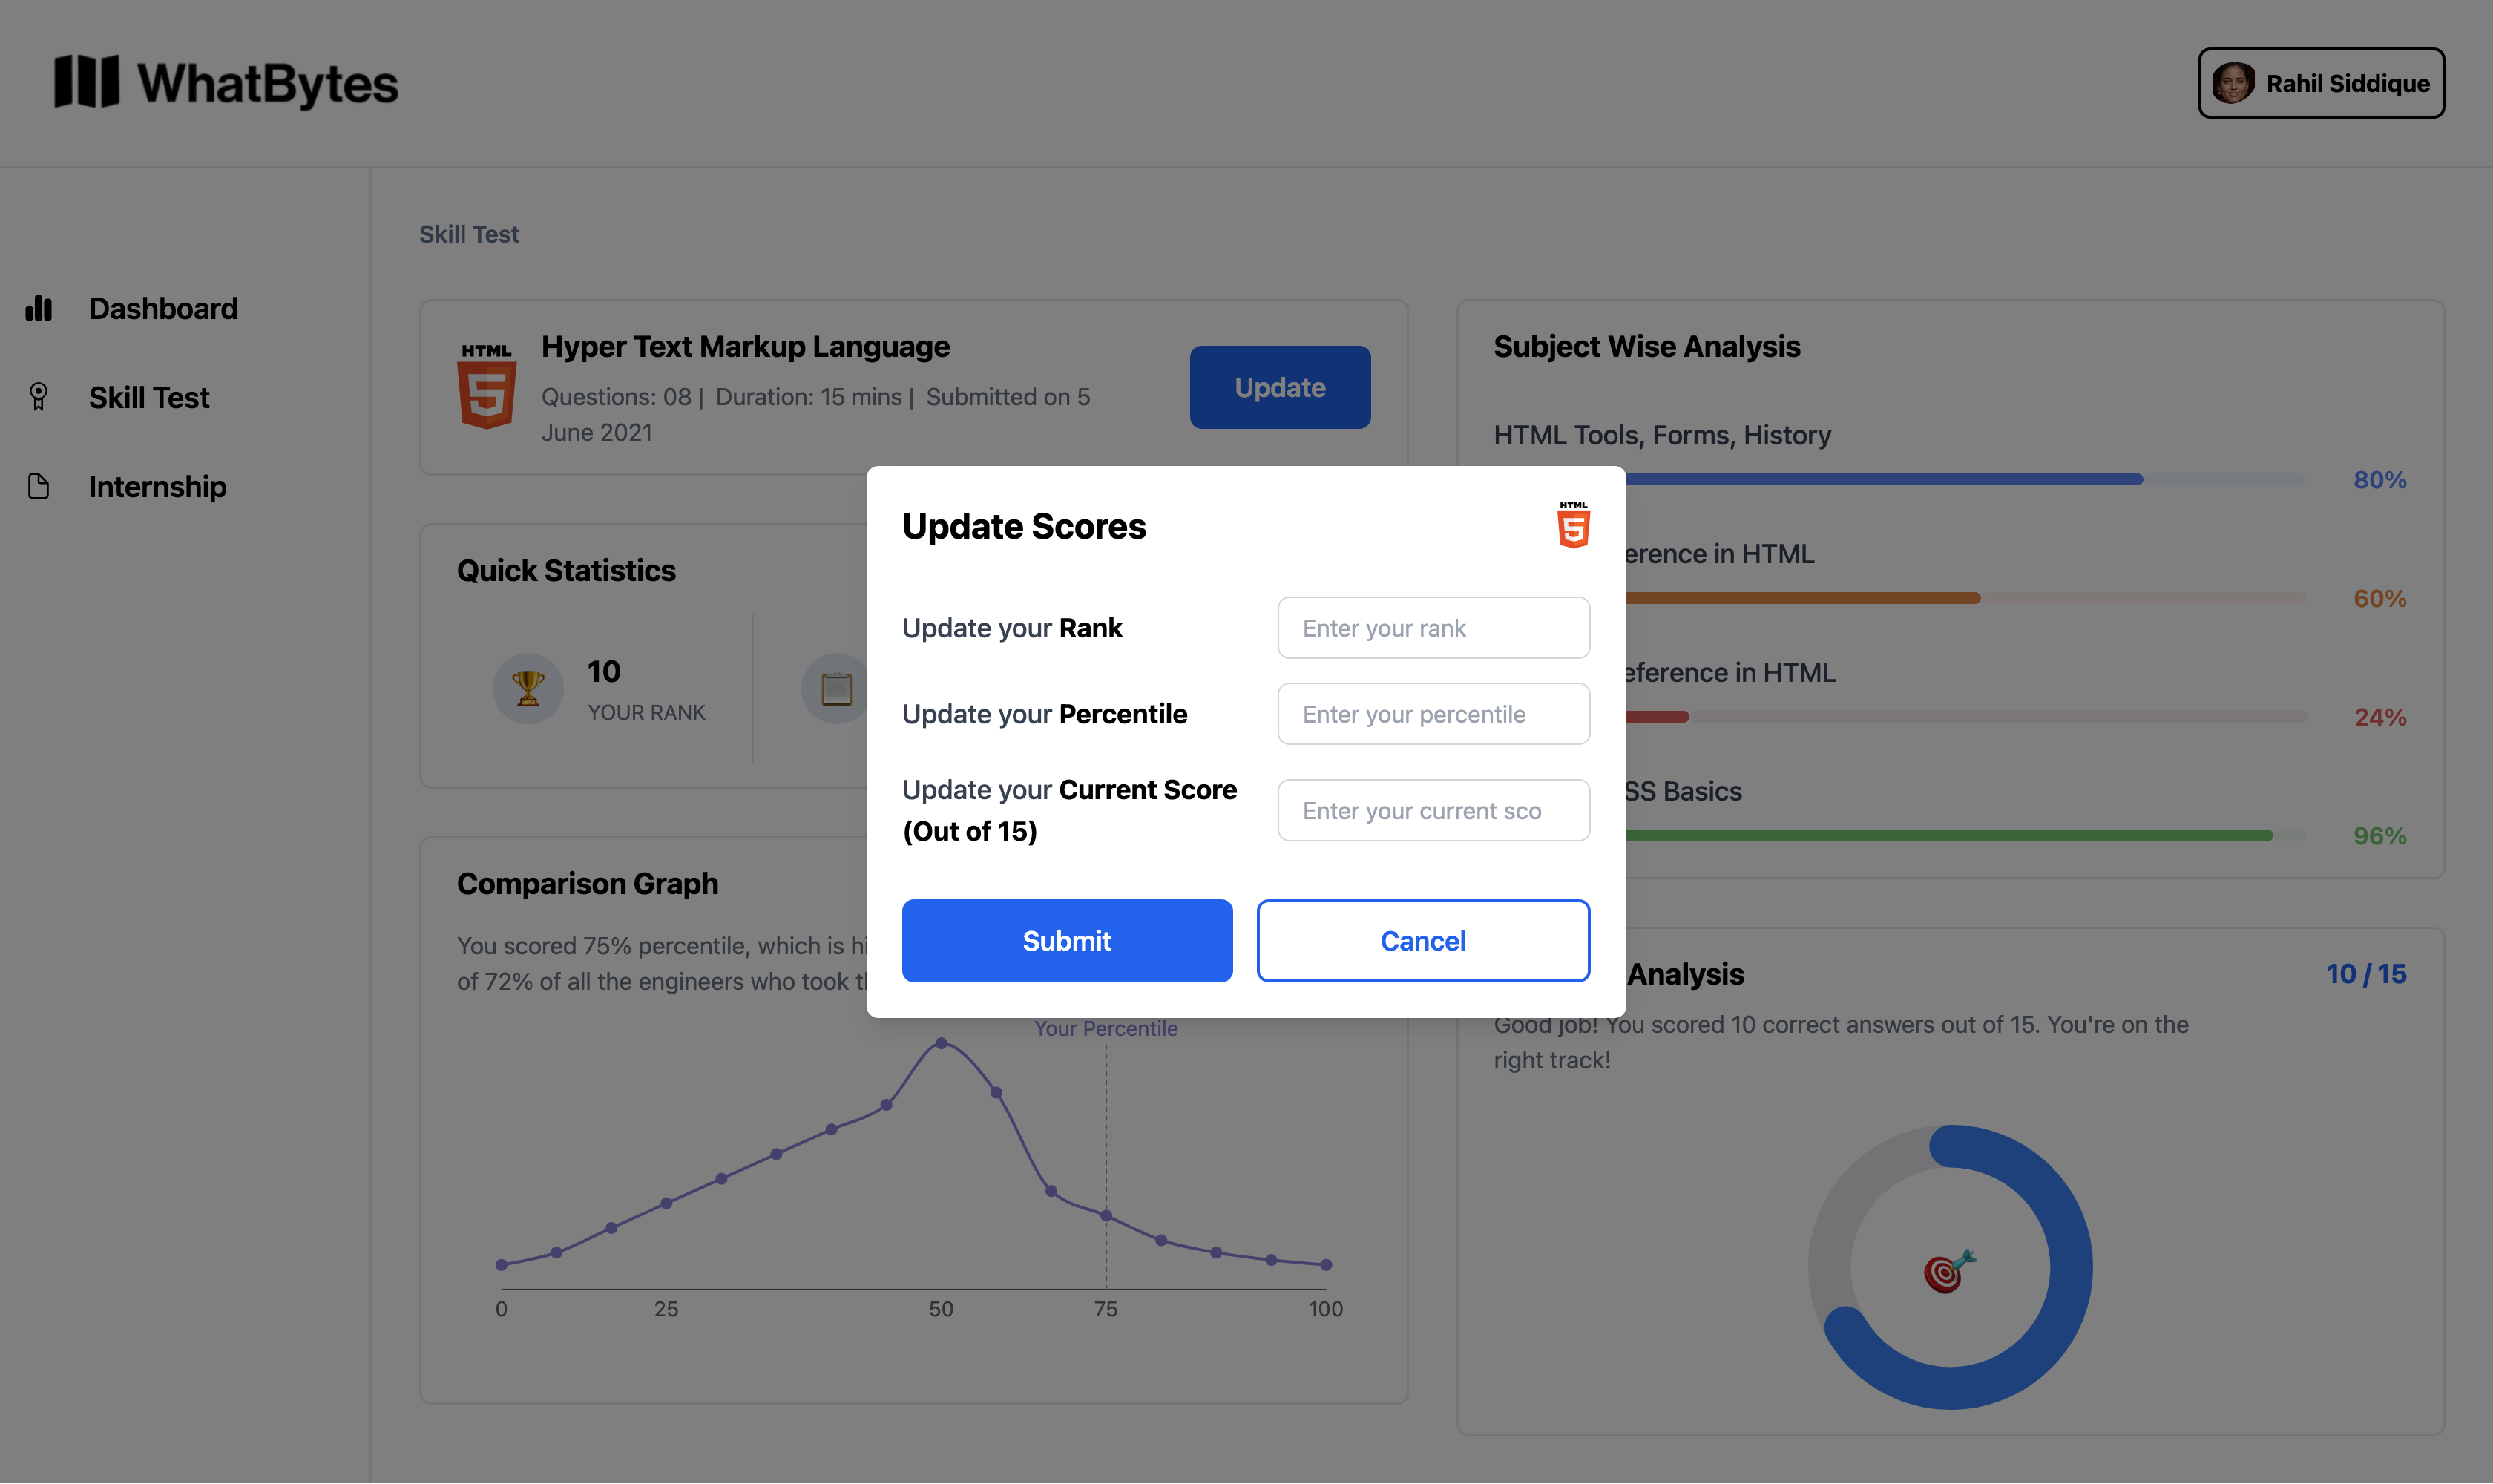 WhatBytes
Rahil Siddique
Dashboard
Skill Test
Internship
Skill Test
HTML
5
Hyper Text Markup Language
Questions: 08 | Duration: 15 mins | Submitted on 5
June 2021
Update
Quick Statistics
10
YOUR RANK
Comparison Graph
You scored 75% percentile, which is
of 72% of all the engineers who took
Your Percentile
0 25 50 75 100
Update Scores
HTML
5
Update your Rank
Enter your rank
Update your Percentile
Enter your percentile
Update your Current Score
(Out of 15)
Enter your current sco
Submit
Cancel
Subject Wise Analysis
HTML Tools, Forms, History
80%
erence in HTML
60%
eference in HTML
24%
SS Basics
96%
Analysis
10 / 15
Good job! You scored 10 correct answers out of 15. You're on the
right track!